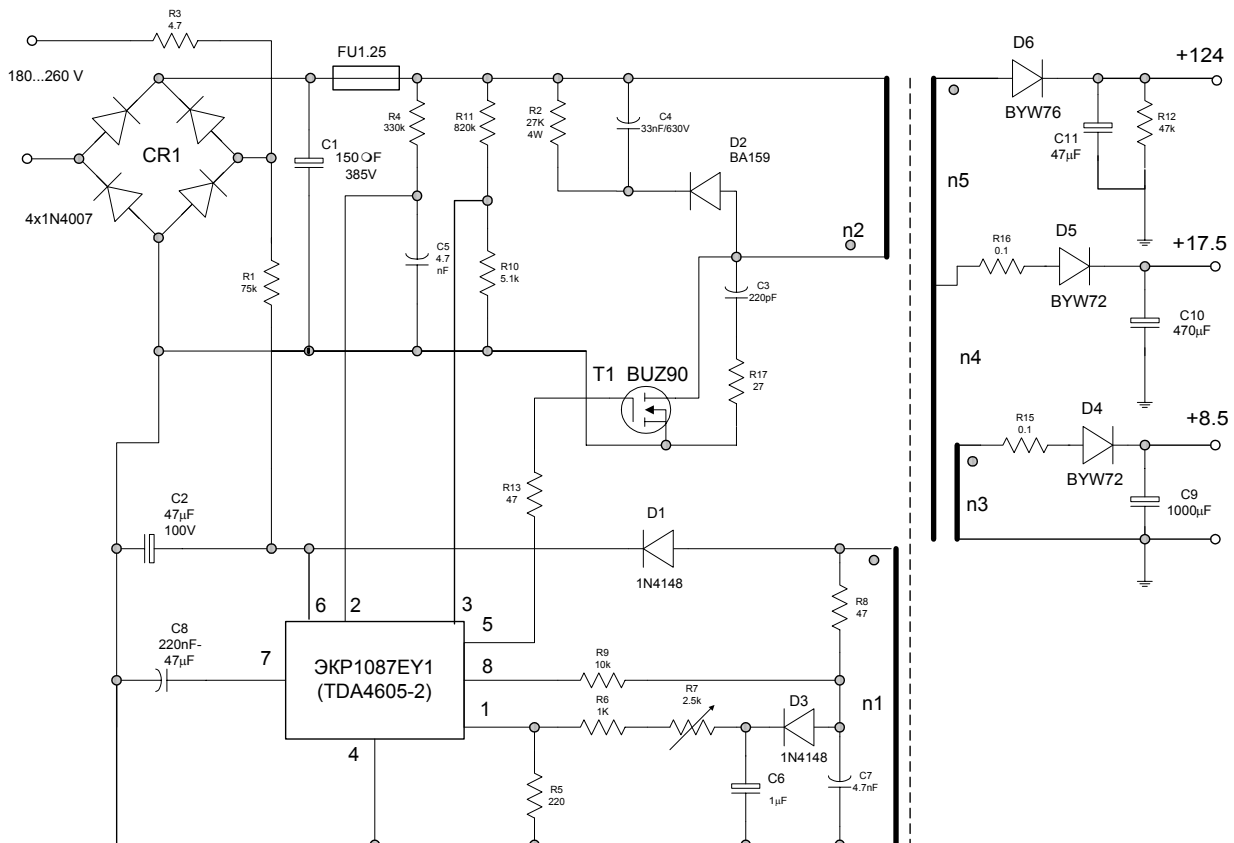 R3
4.7
180...260 V
FU1.25
D6
+124
BYW76
R4
330k
R11
820k
R2
27K
4W
C4
33nF/630V
R12
47k
C11
47µF
CR1
C1
150 F
385V
D2
BA159
n5
4x1N4007
n2
D5
+17.5
R16
0.1
C5
4.7
nF
R10
5.1k
R1
75k
C3
220pF
BYW72
C10
470µF
n4
T1 BUZ90
R17
27
D4
+8.5
R15
0.1
BYW72
R13
47
C2
47µF
100V
D1
n3
C9
1000µF
1N4148
6 2 3
5
R8
47
C8
220nF-
47µF
7
ЭКР1087ЕУ1
(TDA4605-2)
8
R9
10k
R7
2.5k
R6
1K
D3
n1
1
1N4148
4
R5
220
C6
1µF
C7
4.7nF